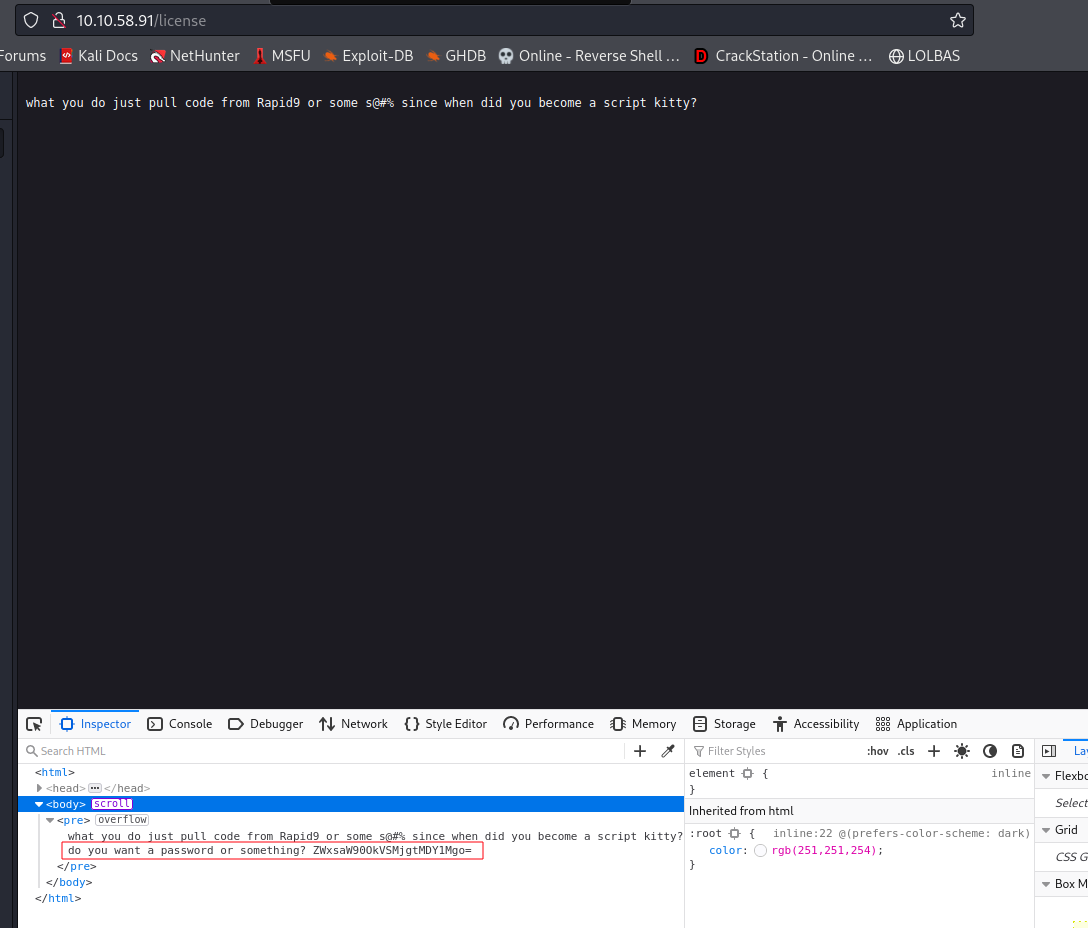 10.10.58.91/license
Forums Kali Docs NetHunter MSFU Exploit-DB GHDB Online - Reverse Shell … CrackStation - Online … LOLBAS
what you do just pull code from Rapid9 or some s@#% since when did you become a script kitty?
Inspector Console Debugger Network Style Editor Performance Memory Storage Accessibility Application
Search HTML
Filter Styles :hov .cls
<html>
<head> ••• </head>
<body> scroll
<pre> overflow
what you do just pull code from Rapid9 or some s@#% since when did you become a script kitty?
do you want a password or something? ZWxsaW90OkVSMjgtMDY1Mgo=
</pre>
</body>
</html>
element { inline
}
Inherited from html
:root { inline:22 @(prefers-color-scheme: dark)
color: rgb(251,251,254);
}
La
Flexbo
Select
Grid
CSS G
Box M